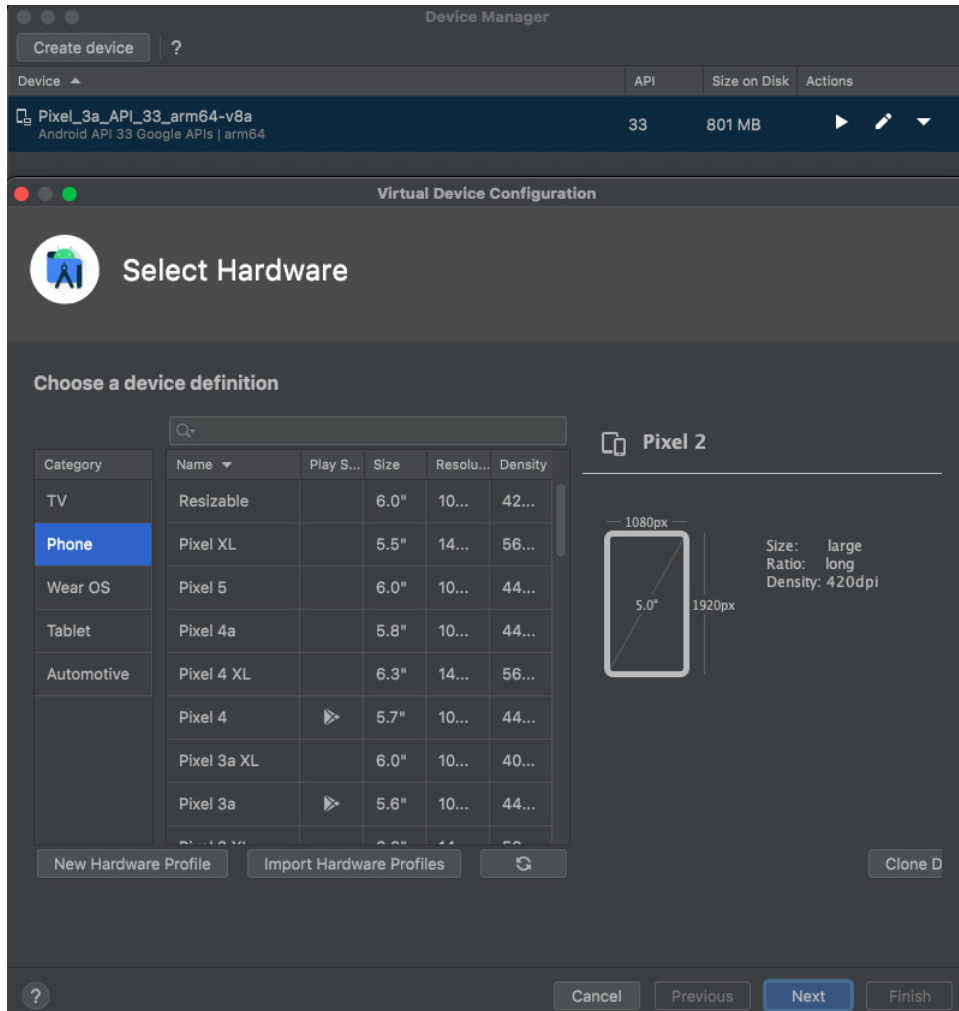 Device Manager
Create device ?
Device API Size on Disk Actions
Pixel_3a_API_33_arm64-v8a
Android API 33 Google APIs | arm64
33 801 MB
Virtual Device Configuration
Select Hardware
Choose a device definition
Category
TV
Phone
Wear OS
Tablet
Automotive
Name Play S... Size Resolu... Density
Resizable 6.0" 10... 42...
Pixel XL 5.5" 14... 56...
Pixel 5 6.0" 10... 44...
Pixel 4a 5.8" 10... 44...
Pixel 4 XL 6.3" 14... 56...
Pixel 4 5.7" 10... 44...
Pixel 3a XL 6.0" 10... 40...
Pixel 3a 5.6" 10... 44...
Pixel 2
1080px
5.0"
1920px
Size: large
Ratio: long
Density: 420dpi
New Hardware Profile Import Hardware Profiles
Clone D
? Cancel Previous Next Finish